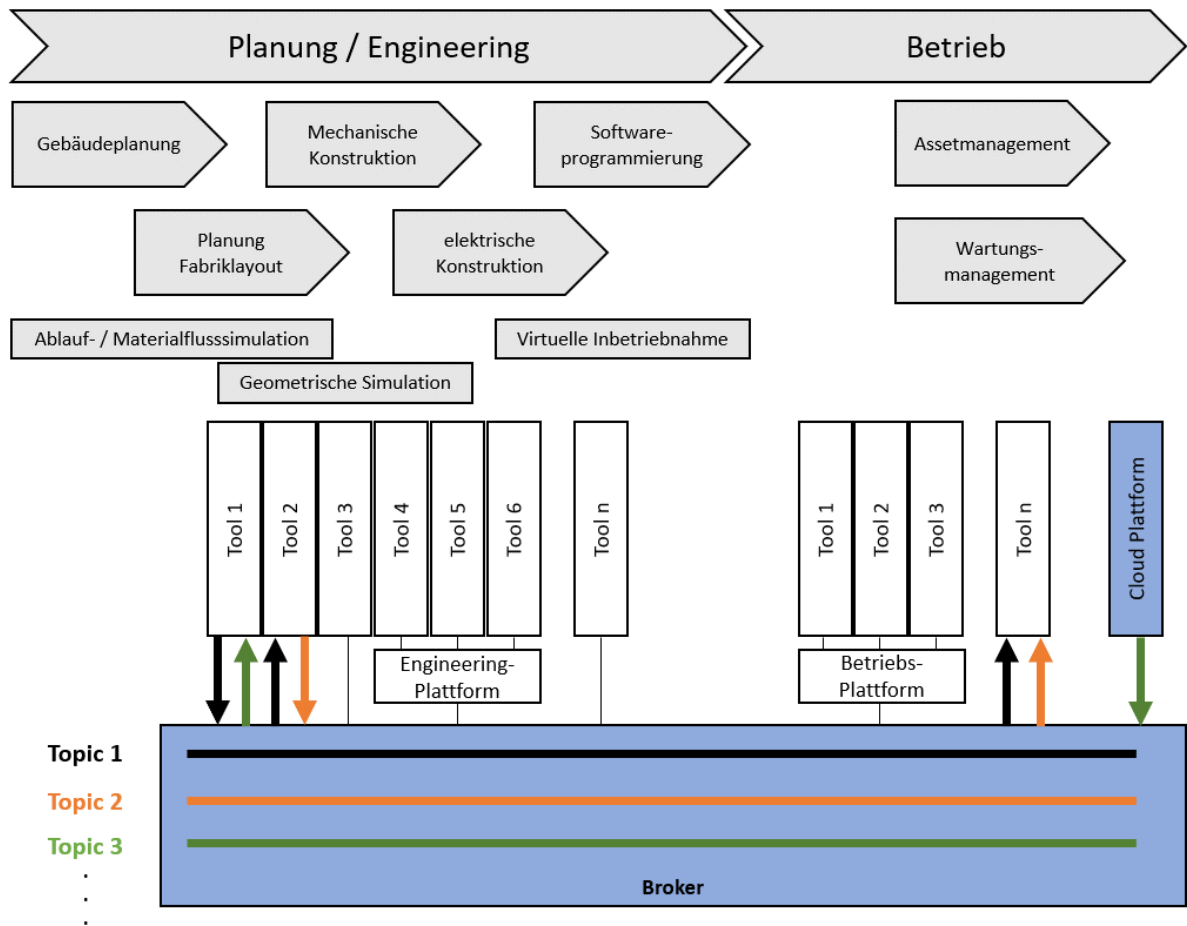 Planung / Engineering
Betrieb
Gebäudeplanung
Mechanische
Konstruktion
Software-
programmierung
Assetmanagement
Planung
Fabriklayout
elektrische
Konstruktion
Wartungs-
management
Ablauf- / Materialflusssimulation
Virtuelle Inbetriebnahme
Geometrische Simulation
Tool 1
Tool 2
Tool 3
Tool 4
Tool 5
Tool 6
Tool n
Tool 1
Tool 2
Tool 3
Tool n
Cloud Plattform
Engineering-
Plattform
Betriebs-
Plattform
Topic 1
Topic 2
Topic 3
.
.
.
Broker